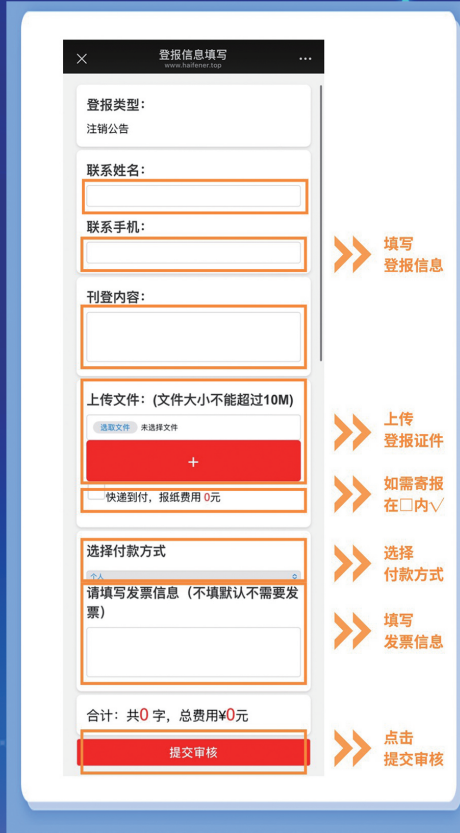 登报信息填写
www.haifener.top
登报类型：
注销公告
联系姓名：
联系手机：
填写
登报信息
刊登内容：
上传文件：(文件大小不能超过10M)
选取文件 未选择文件
+
上传
登报证件
快递到付，报纸费用 0元
如需寄报
在□内√
选择付款方式
个人
选择
付款方式
请填写发票信息（不填默认不需要发
票）
填写
发票信息
合计：共0 字，总费用¥0元
提交审核
点击
提交审核